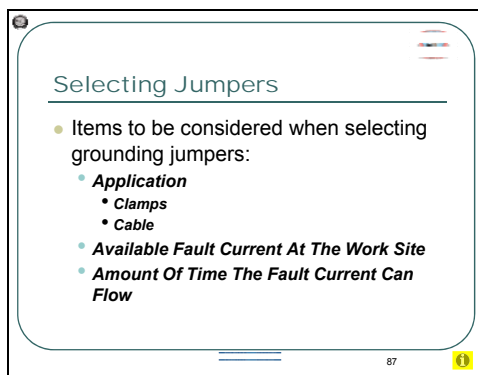 Selecting Jumpers
Items to be considered when selecting
grounding jumpers:
Application
Clamps
Cable
Available Fault Current At The Work Site
Amount Of Time The Fault Current Can
Flow
87